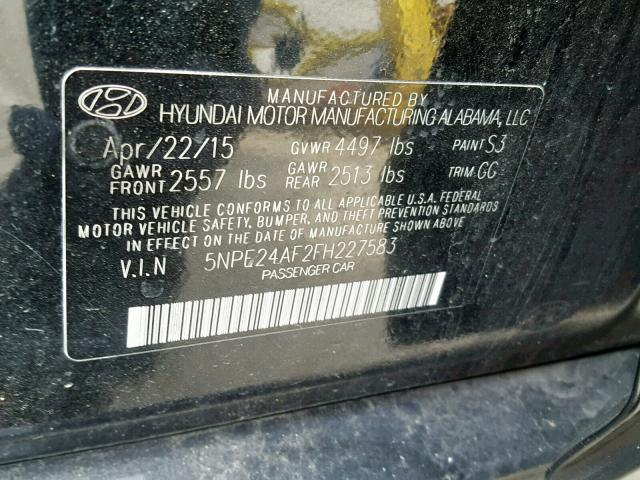 MANUFACTURED BY
HYUNDAI MOTOR MANUFACTURING ALABAMA, LLC
Apr/22/15 GVWR 4497 lbs PAINT S3
GAWR FRONT 2557 lbs GAWR REAR 2513 lbs TRIM GG
THIS VEHICLE CONFORMS TO ALL APPLICABLE U.S.A. FEDERAL
MOTOR VEHICLE SAFETY, BUMPER, AND THEFT PREVENTION STANDARDS
IN EFFECT ON THE DATE OF MANUFACTURE SHOWN ABOVE
V.I.N 5NPE24AF2FH227583
PASSENGER CAR